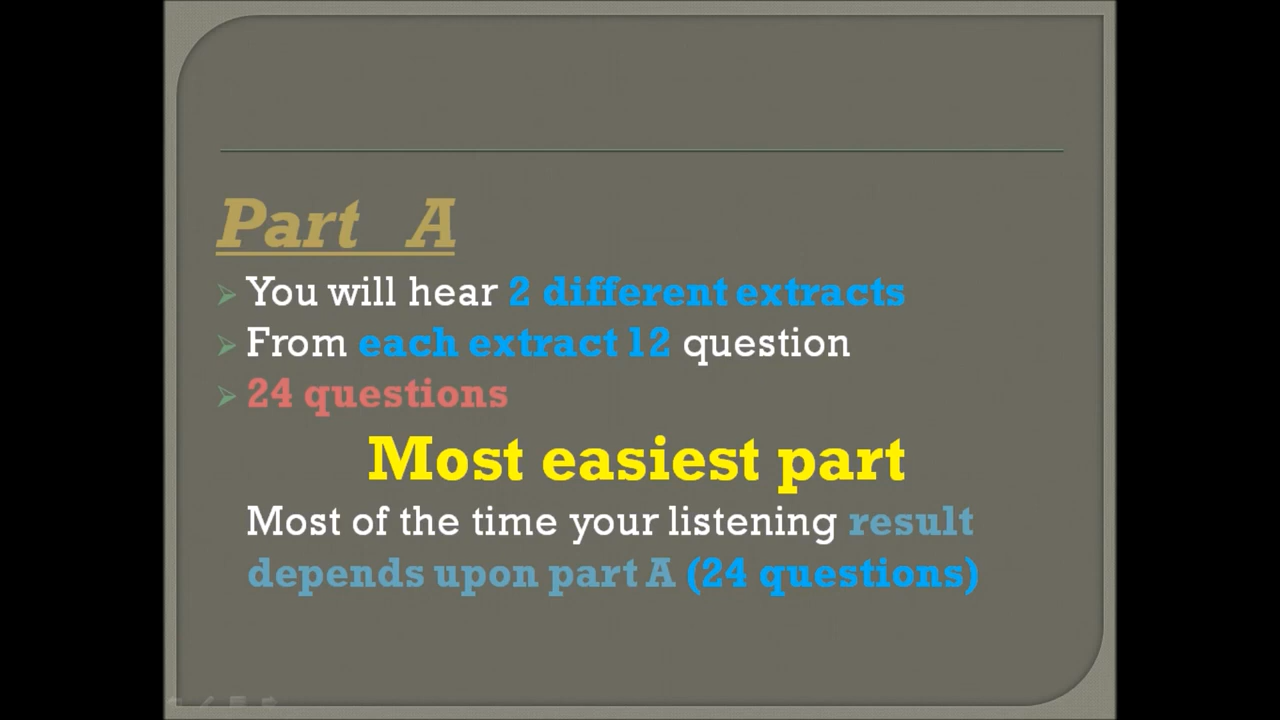 Part A
You will hear 2 different extracts
From each extract 12 question
24 questions
Most easiest part
Most of the time your listening result
depends upon part A (24 questions)